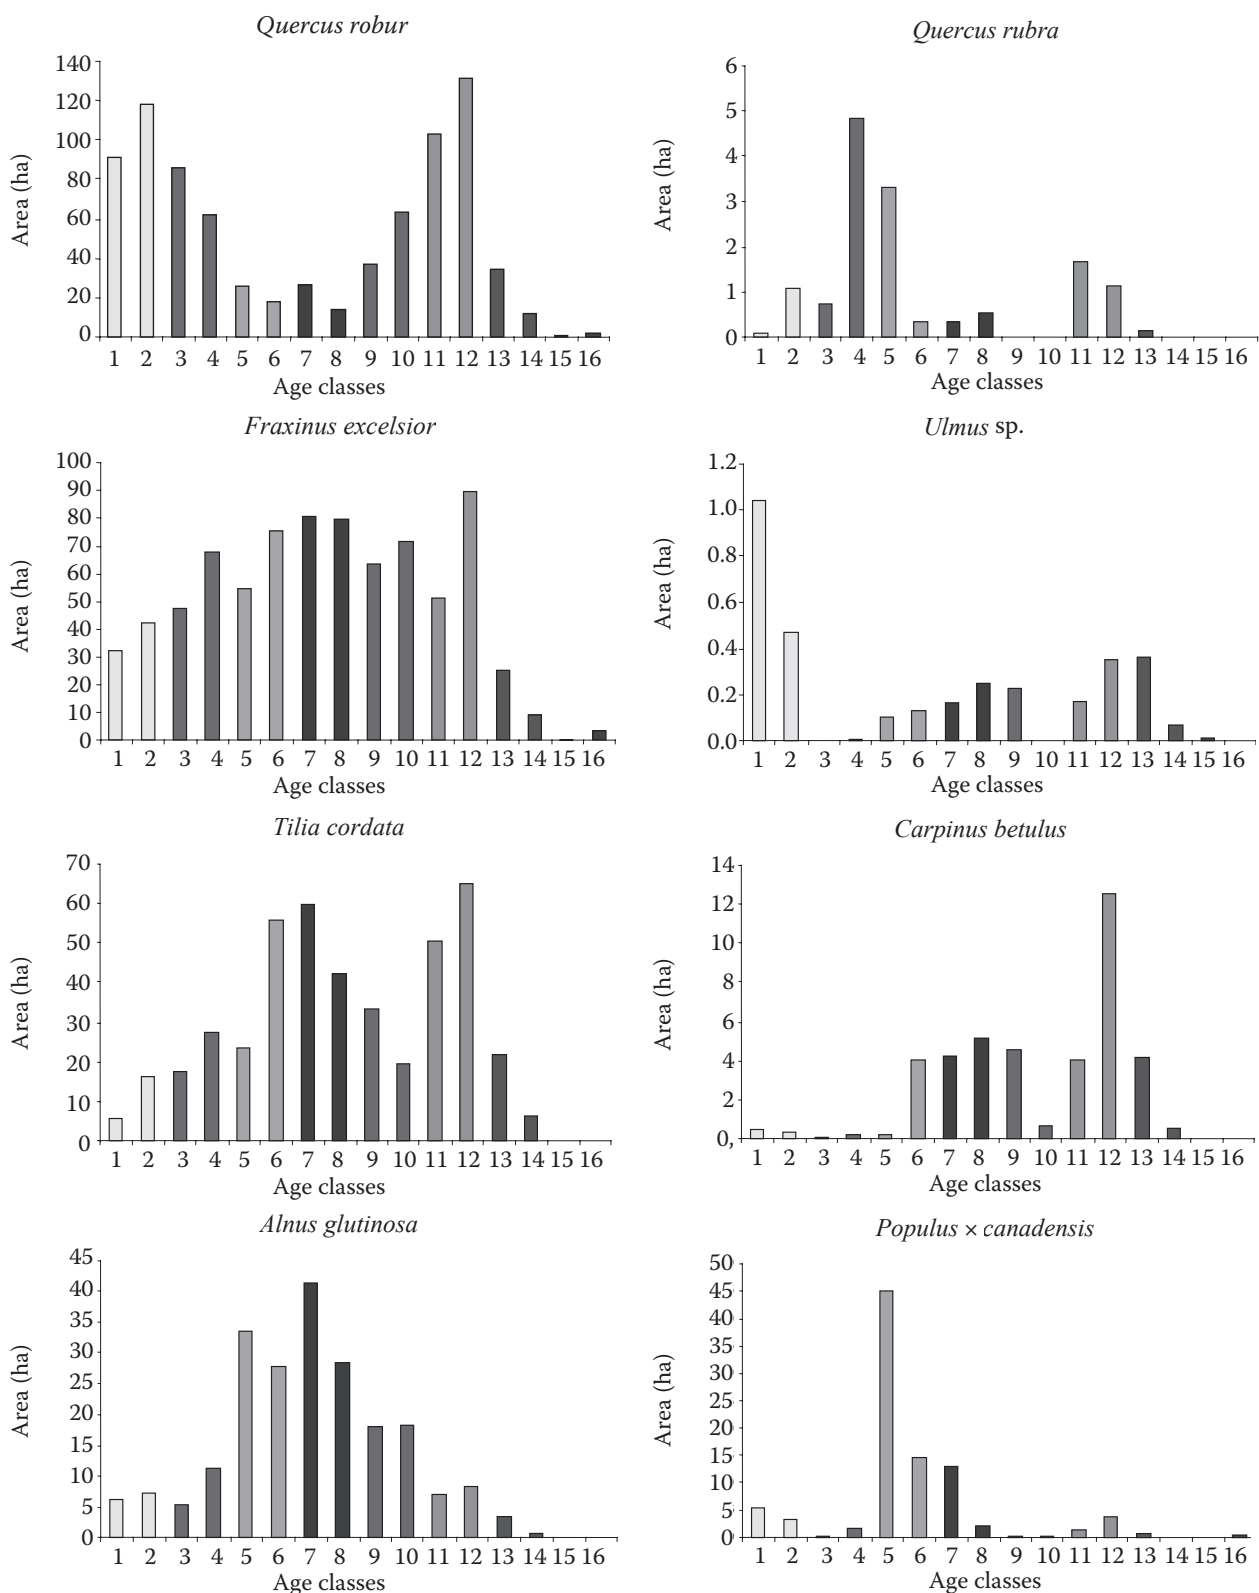 Quercus robur
140
120
100
80
60
40
20
0
Area (ha)
1 2 3 4 5 6 7 8 9 10 11 12 13 14 15 16
Age classes
Quercus rubra
6
5
4
3
2
1
0
Area (ha)
1 2 3 4 5 6 7 8 9 10 11 12 13 14 15 16
Age classes
Fraxinus excelsior
100
90
80
70
60
50
40
30
20
10
0
Area (ha)
1 2 3 4 5 6 7 8 9 10 11 12 13 14 15 16
Age classes
Ulmus sp.
1.2
1.0
0.8
0.6
0.4
0.2
0.0
Area (ha)
1 2 3 4 5 6 7 8 9 10 11 12 13 14 15 16
Age classes
Tilia cordata
70
60
50
40
30
20
10
0
Area (ha)
1 2 3 4 5 6 7 8 9 10 11 12 13 14 15 16
Age classes
Carpinus betulus
14
12
10
8
6
4
2
0,
Area (ha)
1 2 3 4 5 6 7 8 9 10 11 12 13 14 15 16
Age classes
Alnus glutinosa
45
40
35
30
25
20
15
10
5
0
Area (ha)
1 2 3 4 5 6 7 8 9 10 11 12 13 14 15 16
Age classes
Populus × canadensis
50
45
40
35
30
25
20
15
10
5
0
Area (ha)
1 2 3 4 5 6 7 8 9 10 11 12 13 14 15 16
Age classes